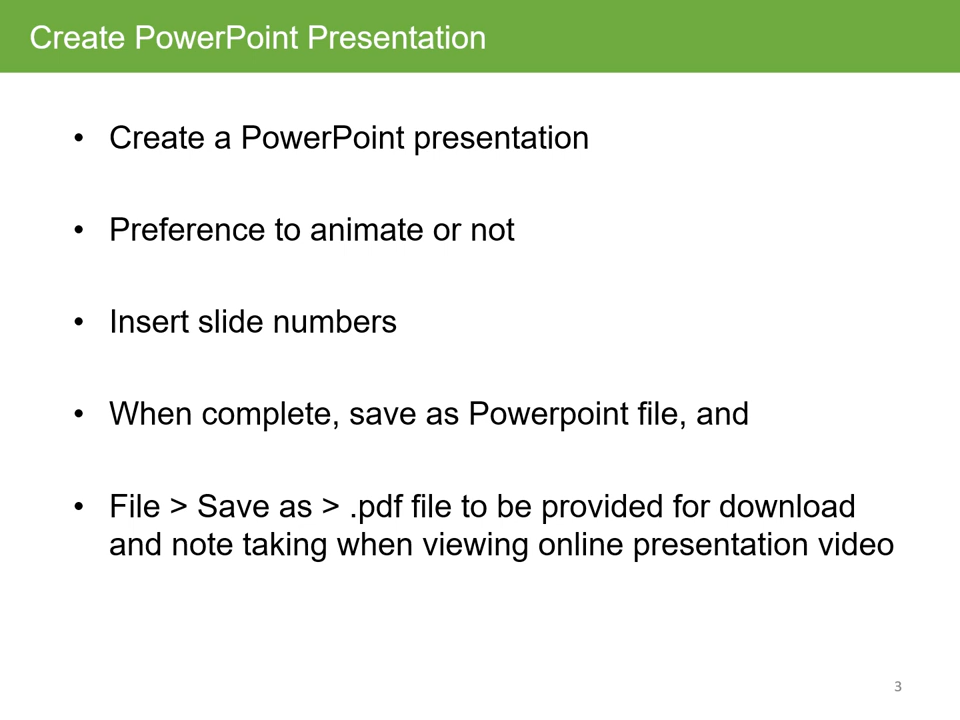 Create PowerPoint Presentation
• Create a PowerPoint presentation
• Preference to animate or not
• Insert slide numbers
• When complete, save as Powerpoint file, and
• File > Save as > .pdf file to be provided for download
and note taking when viewing online presentation video
3